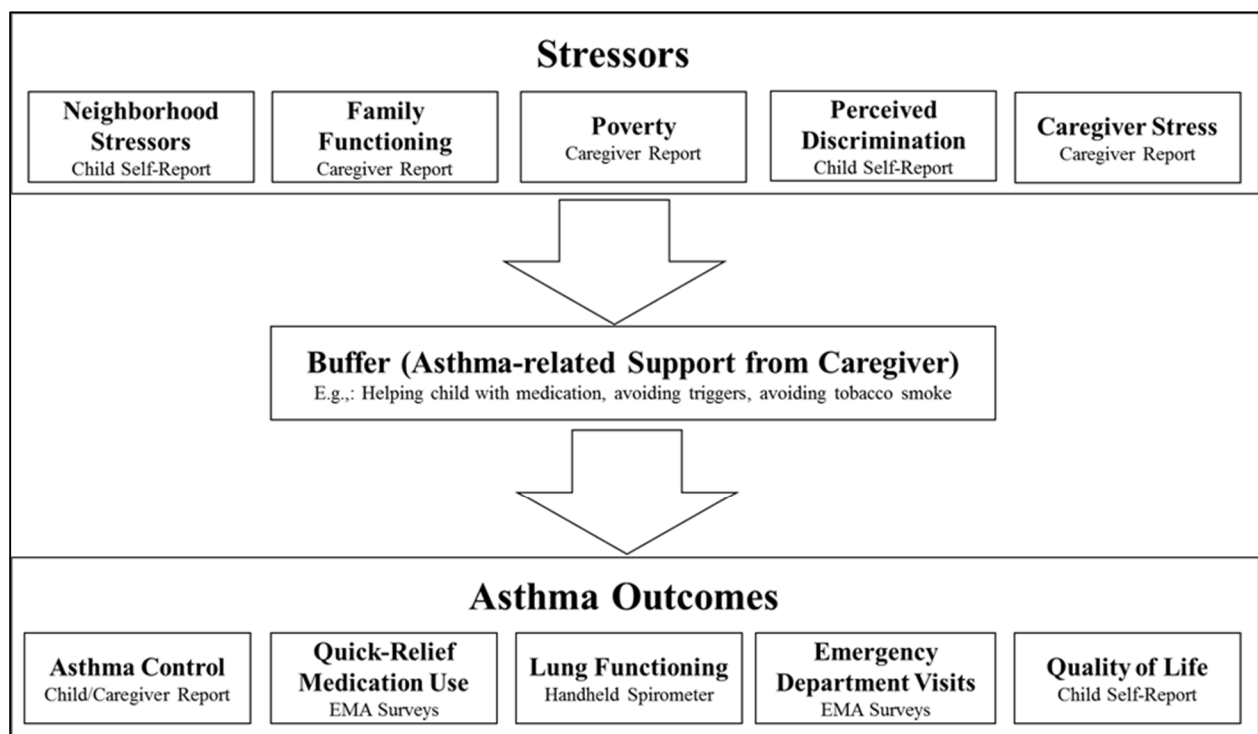 Stressors
Neighborhood
Stressors
Child Self-Report
Family
Functioning
Caregiver Report
Poverty
Caregiver Report
Perceived
Discrimination
Child Self-Report
Caregiver Stress
Caregiver Report
Buffer (Asthma-related Support from Caregiver)
E.g.,: Helping child with medication, avoiding triggers, avoiding tobacco smoke
Asthma Outcomes
Asthma Control
Child/Caregiver Report
Quick-Relief
Medication Use
EMA Surveys
Lung Functioning
Handheld Spirometer
Emergency
Department Visits
EMA Surveys
Quality of Life
Child Self-Report